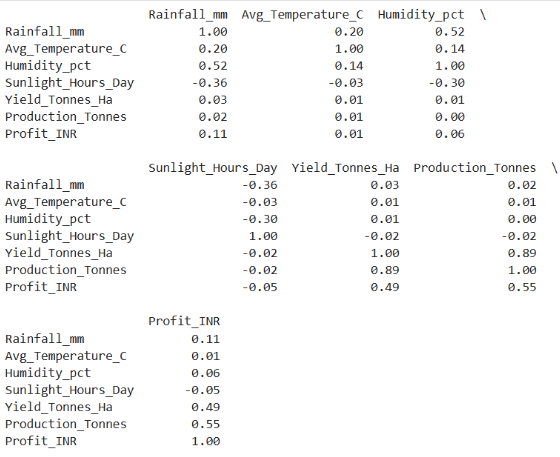 Rainfall_mm  Avg_Temperature_C  Humidity_pct  \
Rainfall_mm                1.00               0.20          0.52
Avg_Temperature_C          0.20               1.00          0.14
Humidity_pct               0.52               0.14          1.00
Sunlight_Hours_Day        -0.36              -0.03         -0.30
Yield_Tonnes_Ha            0.03               0.01          0.01
Production_Tonnes          0.02               0.01          0.00
Profit_INR                 0.11               0.01          0.06

                    Sunlight_Hours_Day  Yield_Tonnes_Ha  Production_Tonnes  \
Rainfall_mm                      -0.36             0.03               0.02
Avg_Temperature_C                -0.03             0.01               0.01
Humidity_pct                     -0.30             0.01               0.00
Sunlight_Hours_Day                1.00            -0.02              -0.02
Yield_Tonnes_Ha                  -0.02             1.00               0.89
Production_Tonnes                -0.02             0.89               1.00
Profit_INR                       -0.05             0.49               0.55

                    Profit_INR
Rainfall_mm               0.11
Avg_Temperature_C         0.01
Humidity_pct              0.06
Sunlight_Hours_Day       -0.05
Yield_Tonnes_Ha           0.49
Production_Tonnes         0.55
Profit_INR                1.00